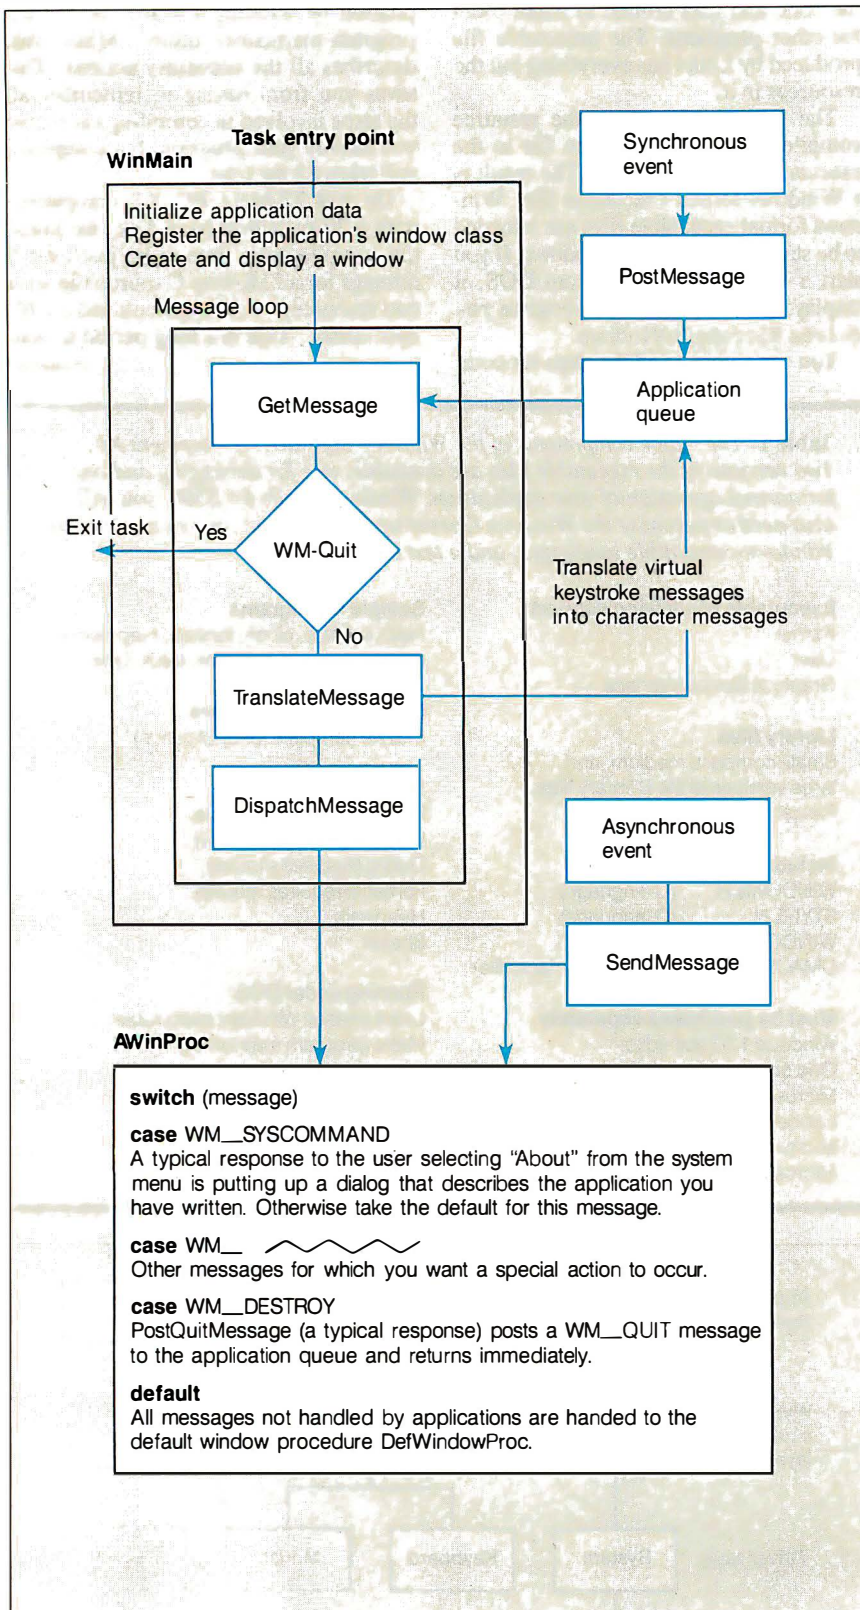 Task entry point
WinMain
Initialize application data
Register the application's window class
Create and display a window
Message loop
GetMessage
WM-Quit
Yes
Exit task
No
TranslateMessage
DispatchMessage
Synchronous
event
PostMessage
Application
queue
Translate virtual
keystroke messages
into character messages
Asynchronous
event
SendMessage
AWinProc
switch (message)
case WM__SYSCOMMAND
A typical response to the user selecting “About” from the system
menu is putting up a dialog that describes the application you
have written. Otherwise take the default for this message.
case WM__
Other messages for which you want a special action to occur.
case WM__DESTROY
PostQuitMessage (a typical response) posts a WM__QUIT message
to the application queue and returns immediately.
default
All messages not handled by applications are handed to the
default window procedure DefWindowProc.